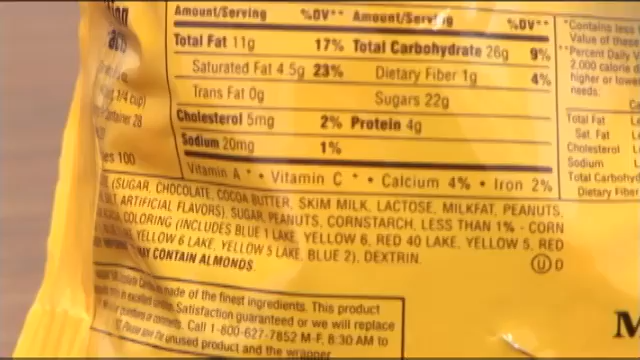 Amount/Serving %DV** Amount/Serving %DV**
Total Fat 11g 17% Total Carbohydrate 26g 9%
Saturated Fat 4.5g 23% Dietary Fiber 1g 4%
Trans Fat 0g Sugars 22g
Cholesterol 5mg 2% Protein 4g
Sodium 20mg 1%
Vitamin A * • Vitamin C * • Calcium 4% • Iron 2%
*Contains less
Value of these
**Percent Daily V
2,000 calorie d
higher or lower
needs.
Total Fat
Sat. Fat
Cholesterol
Sodium
Total Carbohyd
Dietary Fiber
3/4 cup)
28
100
(SUGAR, CHOCOLATE, COCOA BUTTER, SKIM MILK, LACTOSE, MILKFAT, PEANUTS,
ARTIFICIAL FLAVORS), SUGAR, PEANUTS, CORNSTARCH, LESS THAN 1% - CORN
COLORING (INCLUDES BLUE 1 LAKE, YELLOW 6, RED 40 LAKE, YELLOW 5, RED
YELLOW 6 LAKE, YELLOW 5 LAKE, BLUE 2), DEXTRIN.
MAY CONTAIN ALMONDS.
U D
made of the finest ingredients. This product
Satisfaction guaranteed or we will replace
Call 1-800-627-7852 M-F, 8:30 AM to
unused product and the wrapper
M